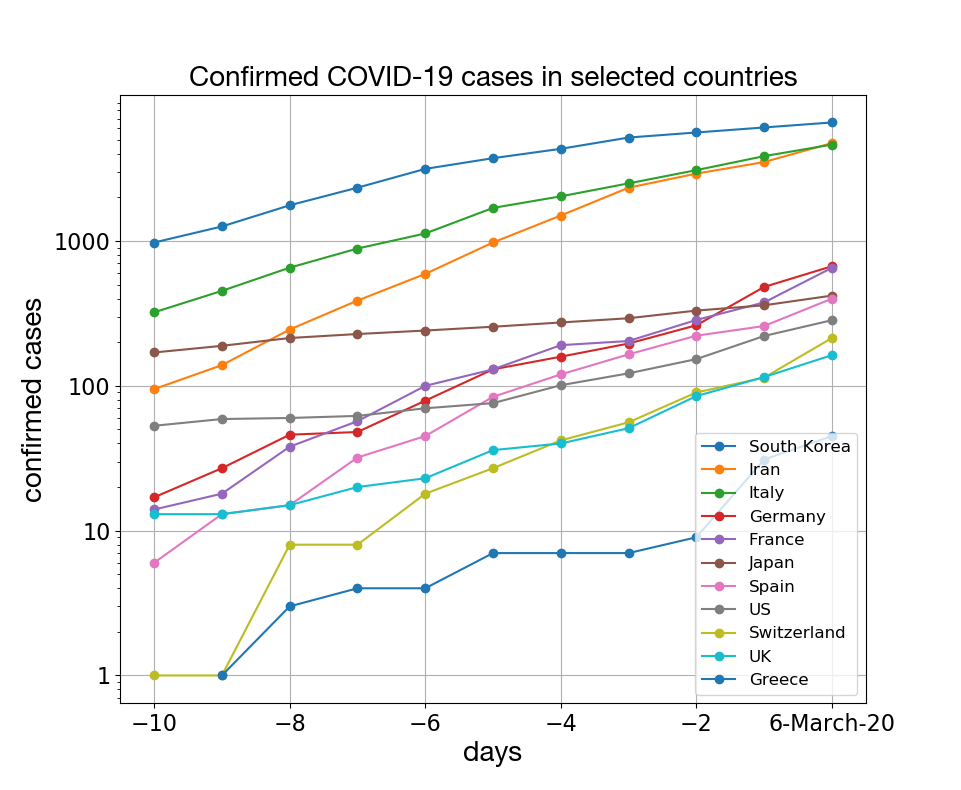 Confirmed COVID-19 cases in selected countries
confirmed cases
1000
100
10
1
South Korea
Iran
Italy
Germany
France
Japan
Spain
US
Switzerland
UK
Greece
−10 −8 −6 −4 −2 6-March-20
days